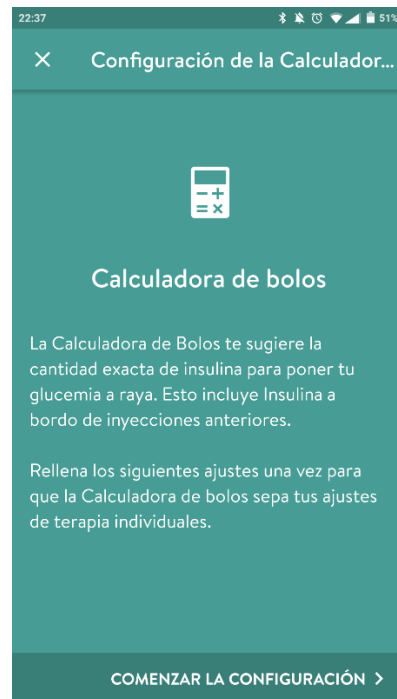 22:37 51%
Configuración de la Calculador...
Calculadora de bolos
La Calculadora de Bolos te sugiere la
cantidad exacta de insulina para poner tu
glucemia a raya. Esto incluye Insulina a
bordo de inyecciones anteriores.
Rellena los siguientes ajustes una vez para
que la Calculadora de bolos sepa tus ajustes
de terapia individuales.
COMENZAR LA CONFIGURACIÓN >